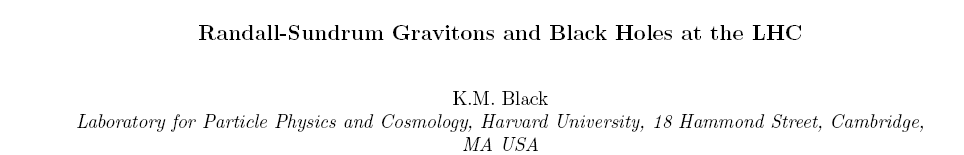 Randall-Sundrum Gravitons and Black Holes at the LHC
K.M. Black
Laboratory for Particle Physics and Cosmology, Harvard University, 18 Hammond Street, Cambridge,
MA USA